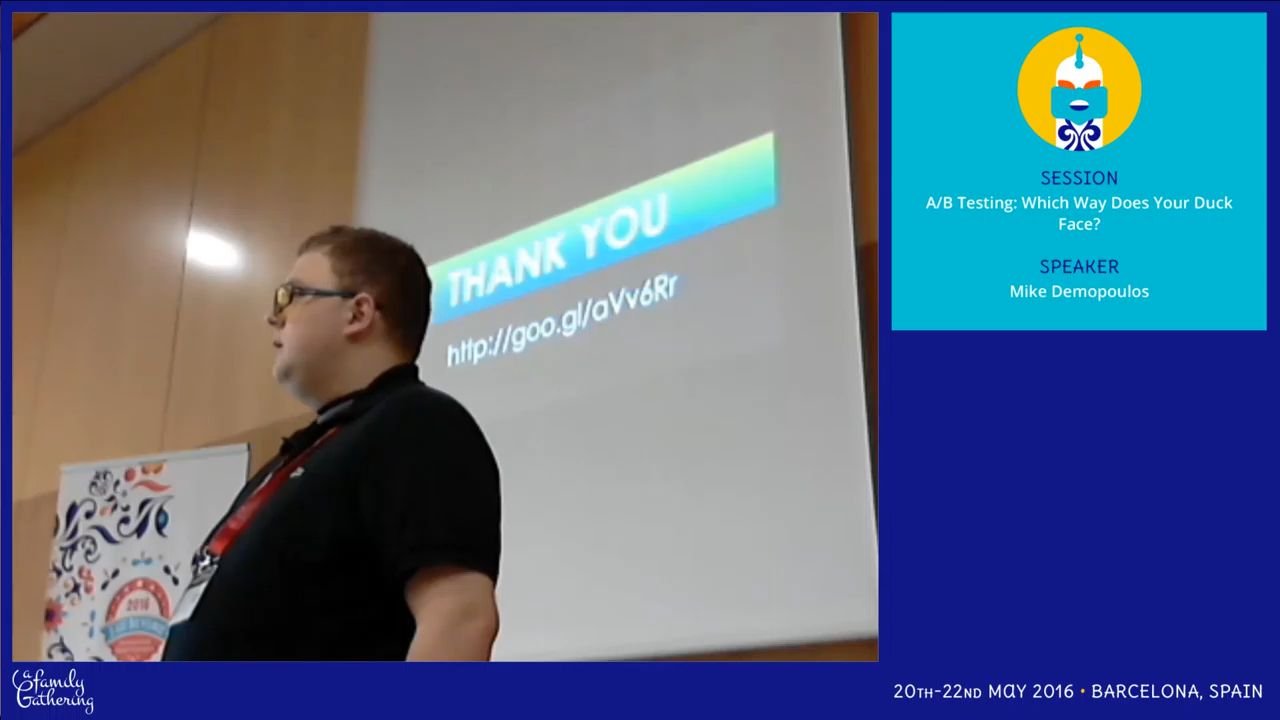 THANK YOU
http://goo.gl/aVv6Rr
2016
SESSION
A/B Testing: Which Way Does Your Duck
Face?
SPEAKER
Mike Demopoulos
a family
Gathering
20TH-22ND MAY 2016 • BARCELONA, SPAIN